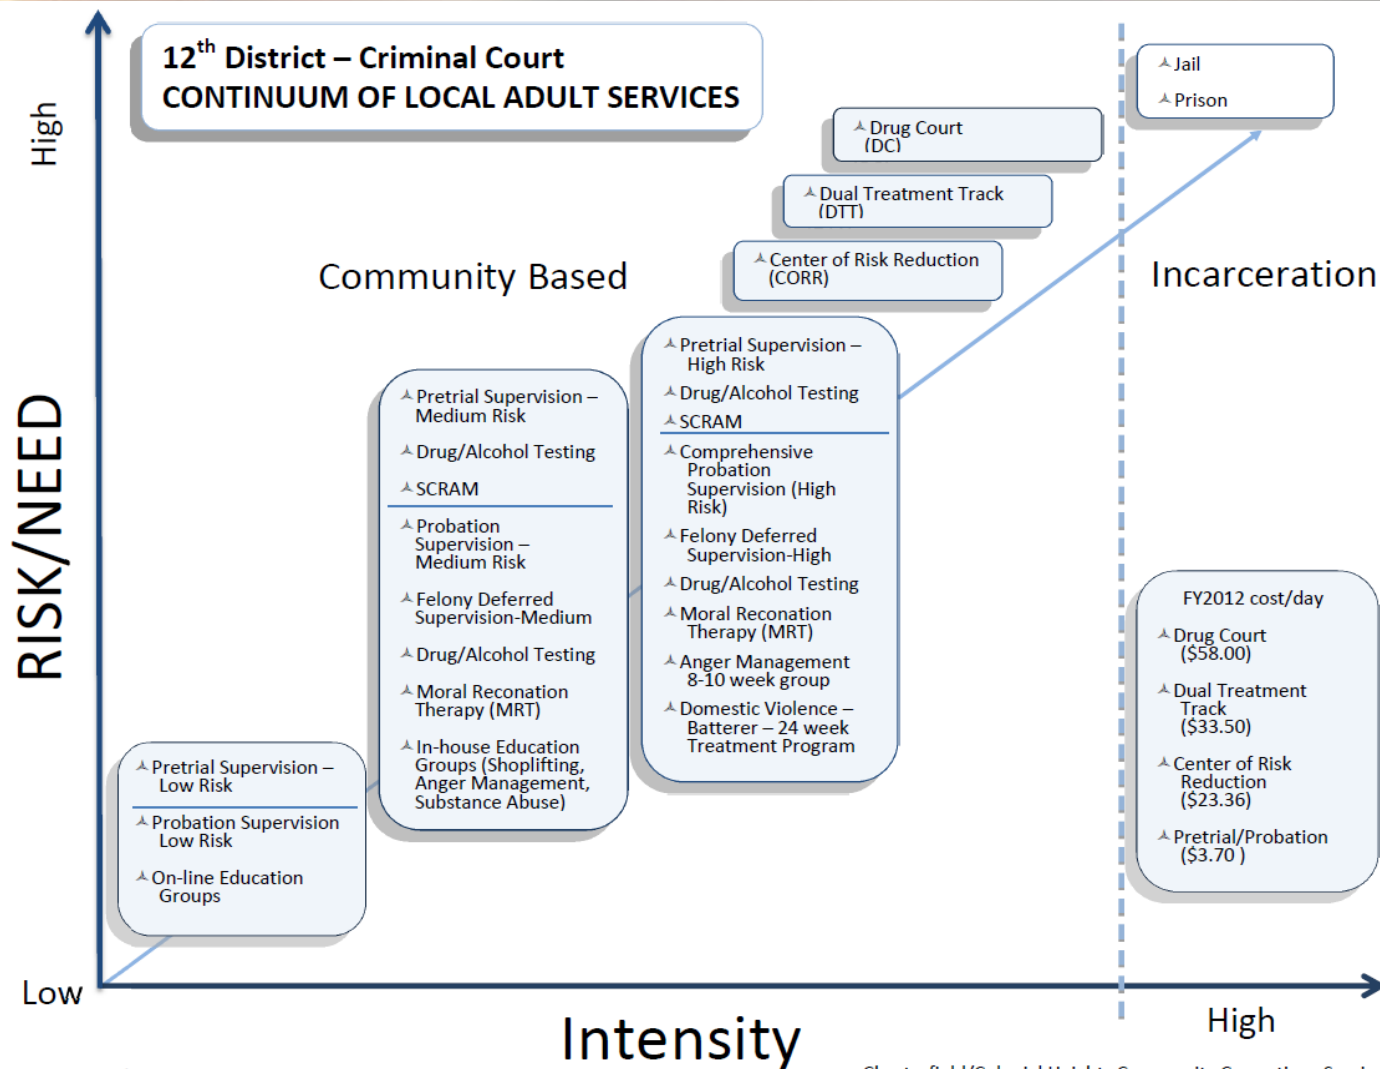 12th District – Criminal Court
CONTINUUM OF LOCAL ADULT SERVICES
High
RISK/NEED
Low
Community Based
Incarceration
Jail
Prison
Drug Court
(DC)
Dual Treatment Track
(DTT)
Center of Risk Reduction
(CORR)
Pretrial Supervision –
High Risk
Drug/Alcohol Testing
SCRAM
Comprehensive
Probation
Supervision (High
Risk)
Felony Deferred
Supervision-High
Drug/Alcohol Testing
Moral Reconation
Therapy (MRT)
Anger Management
8-10 week group
Domestic Violence –
Batterer – 24 week
Treatment Program
Pretrial Supervision –
Medium Risk
Drug/Alcohol Testing
SCRAM
Probation
Supervision –
Medium Risk
Felony Deferred
Supervision-Medium
Drug/Alcohol Testing
Moral Reconation
Therapy (MRT)
In-house Education
Groups (Shoplifting,
Anger Management,
Substance Abuse)
Pretrial Supervision –
Low Risk
Probation Supervision
Low Risk
On-line Education
Groups
FY2012 cost/day
Drug Court
($58.00)
Dual Treatment
Track
($33.50)
Center of Risk
Reduction
($23.36)
Pretrial/Probation
($3.70 )
Intensity
High